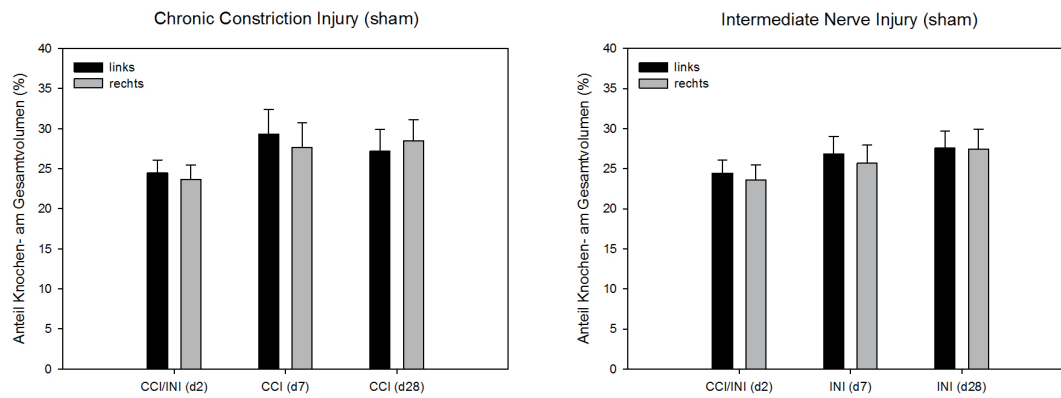 Chronic Constriction Injury (sham)
Anteil Knochen- am Gesamtvolumen (%)
40
35
30
25
20
15
10
5
0
links
rechts
CCI/INI (d2)
CCI (d7)
CCI (d28)
Intermediate Nerve Injury (sham)
Anteil Knochen- am Gesamtvolumen (%)
40
35
30
25
20
15
10
5
0
links
rechts
CCI/INI (d2)
INI (d7)
INI (d28)